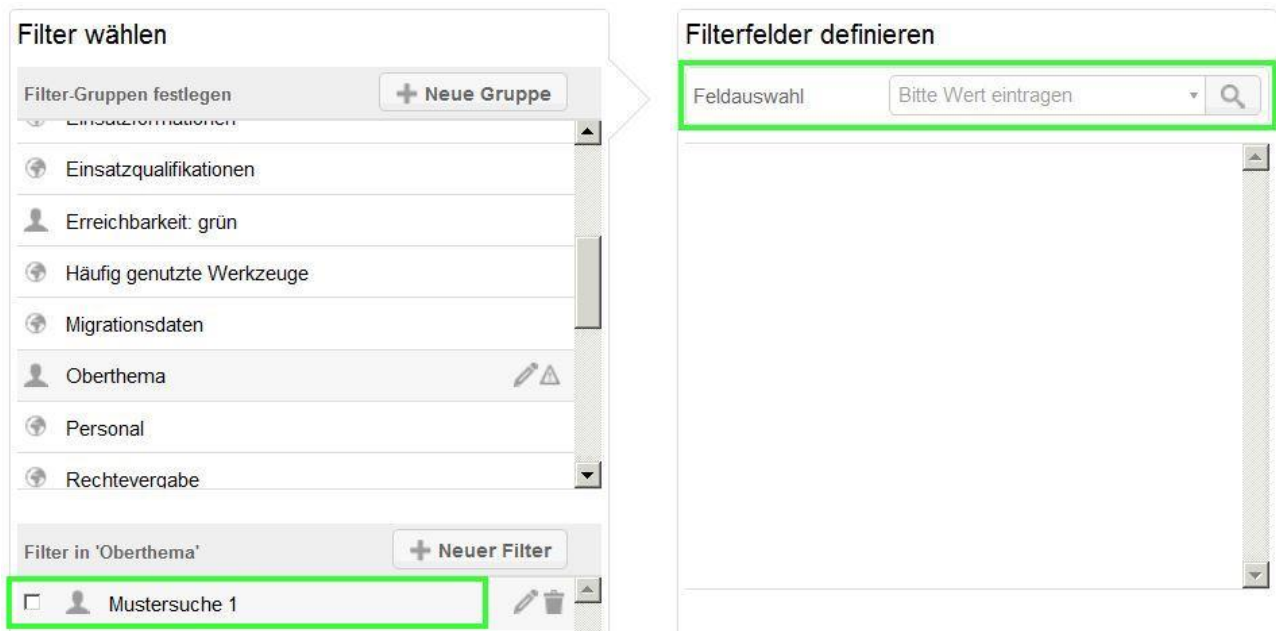 Filter wählen
Filter-Gruppen festlegen
Neue Gruppe
Einsatzformationen
Einsatzqualifikationen
Erreichbarkeit: grün
Häufig genutzte Werkzeuge
Migrationsdaten
Oberthema
Personal
Rechtevergabe
Filter in 'Oberthema'
Neuer Filter
Mustersuche 1
Filterfelder definieren
Feldauswahl
Bitte Wert eintragen